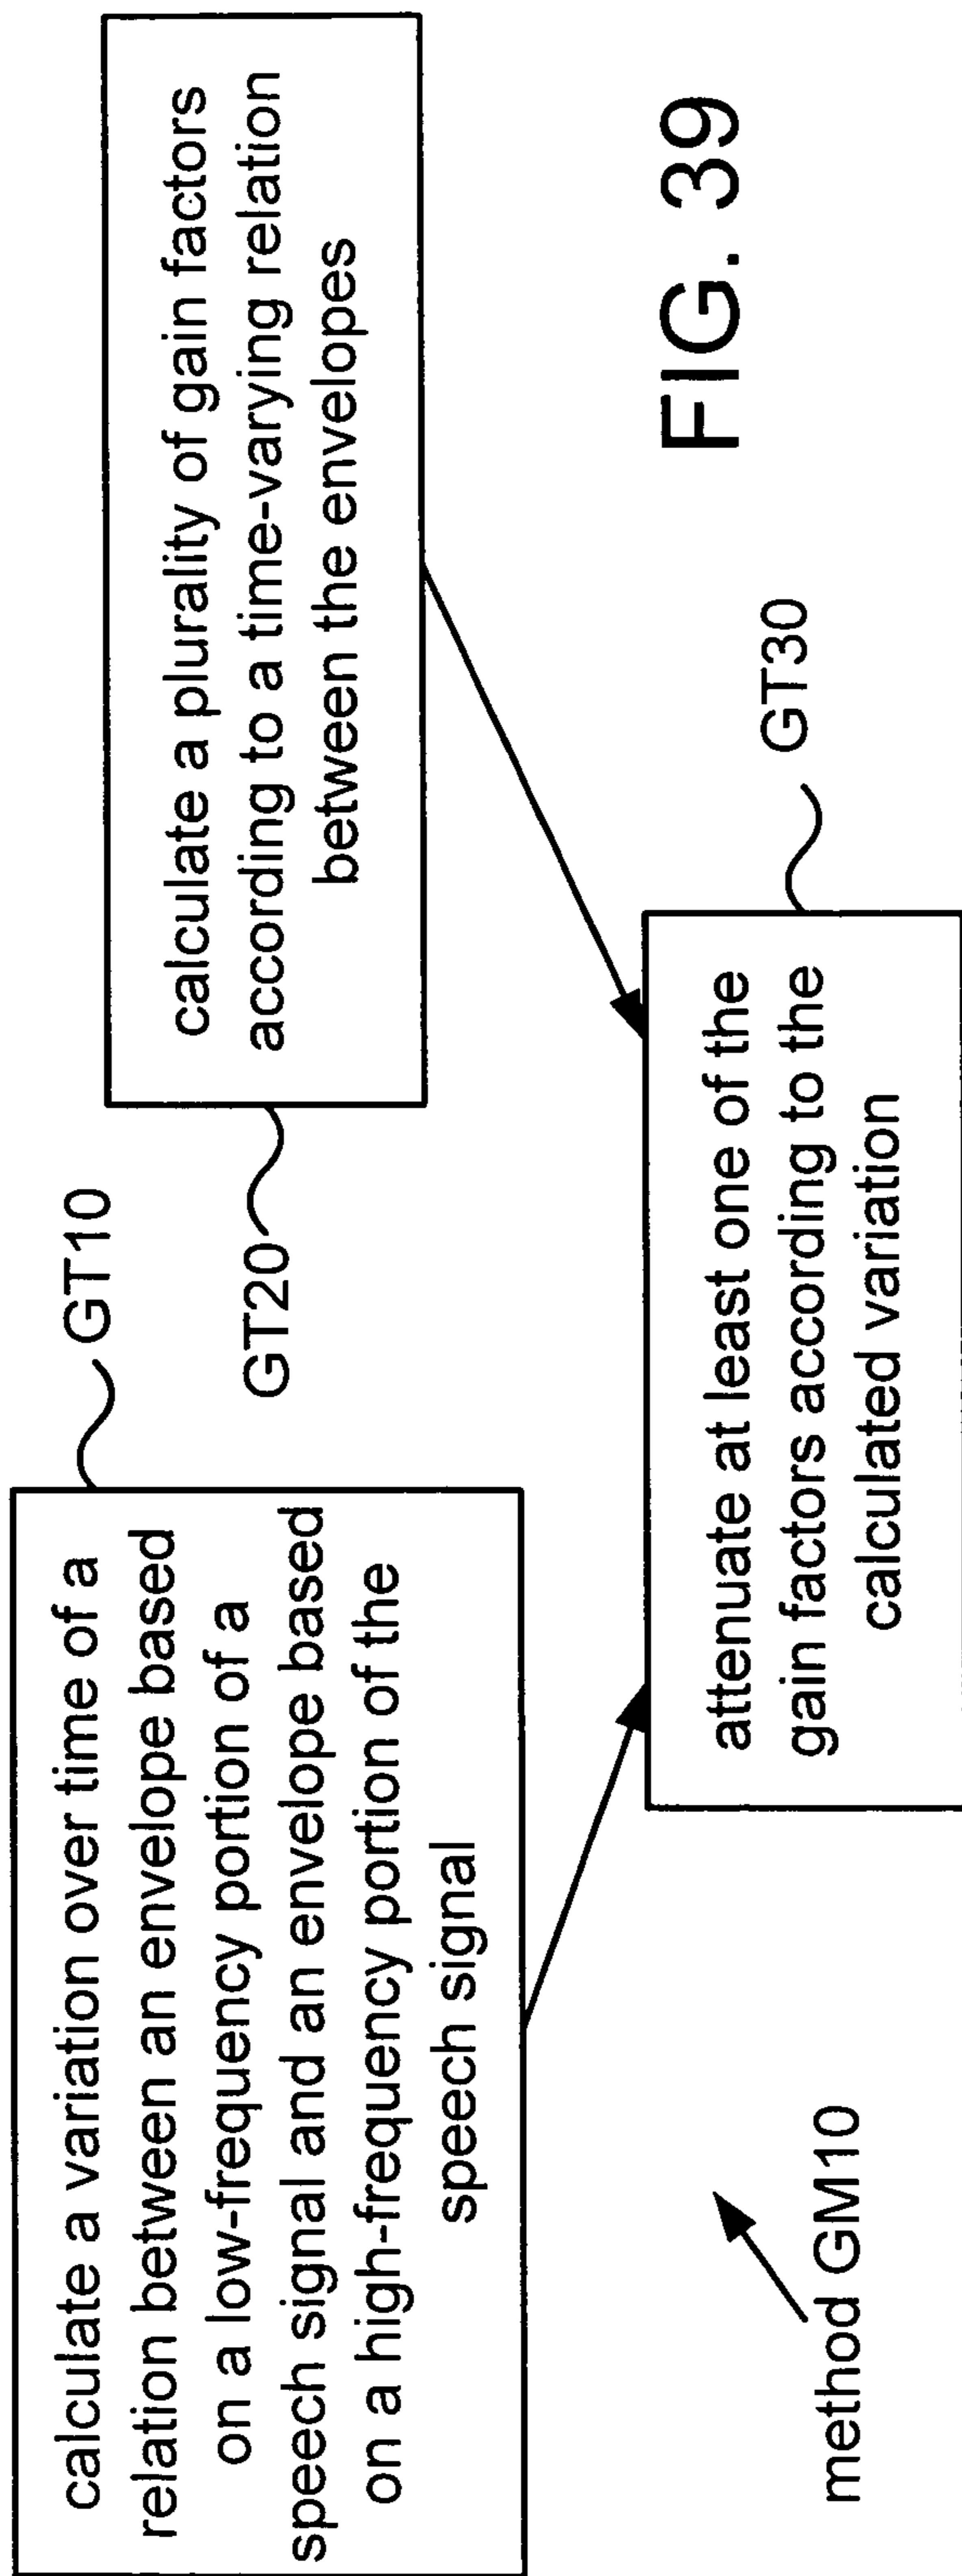 calculate a variation over time of a
relation between an envelope based
on a low-frequency portion of a
speech signal and an envelope based
on a high-frequency portion of the
speech signal
GT10
GT20
calculate a plurality of gain factors
according to a time-varying relation
between the envelopes
attenuate at least one of the
gain factors according to the
calculated variation
GT30
method GM10
FIG. 39